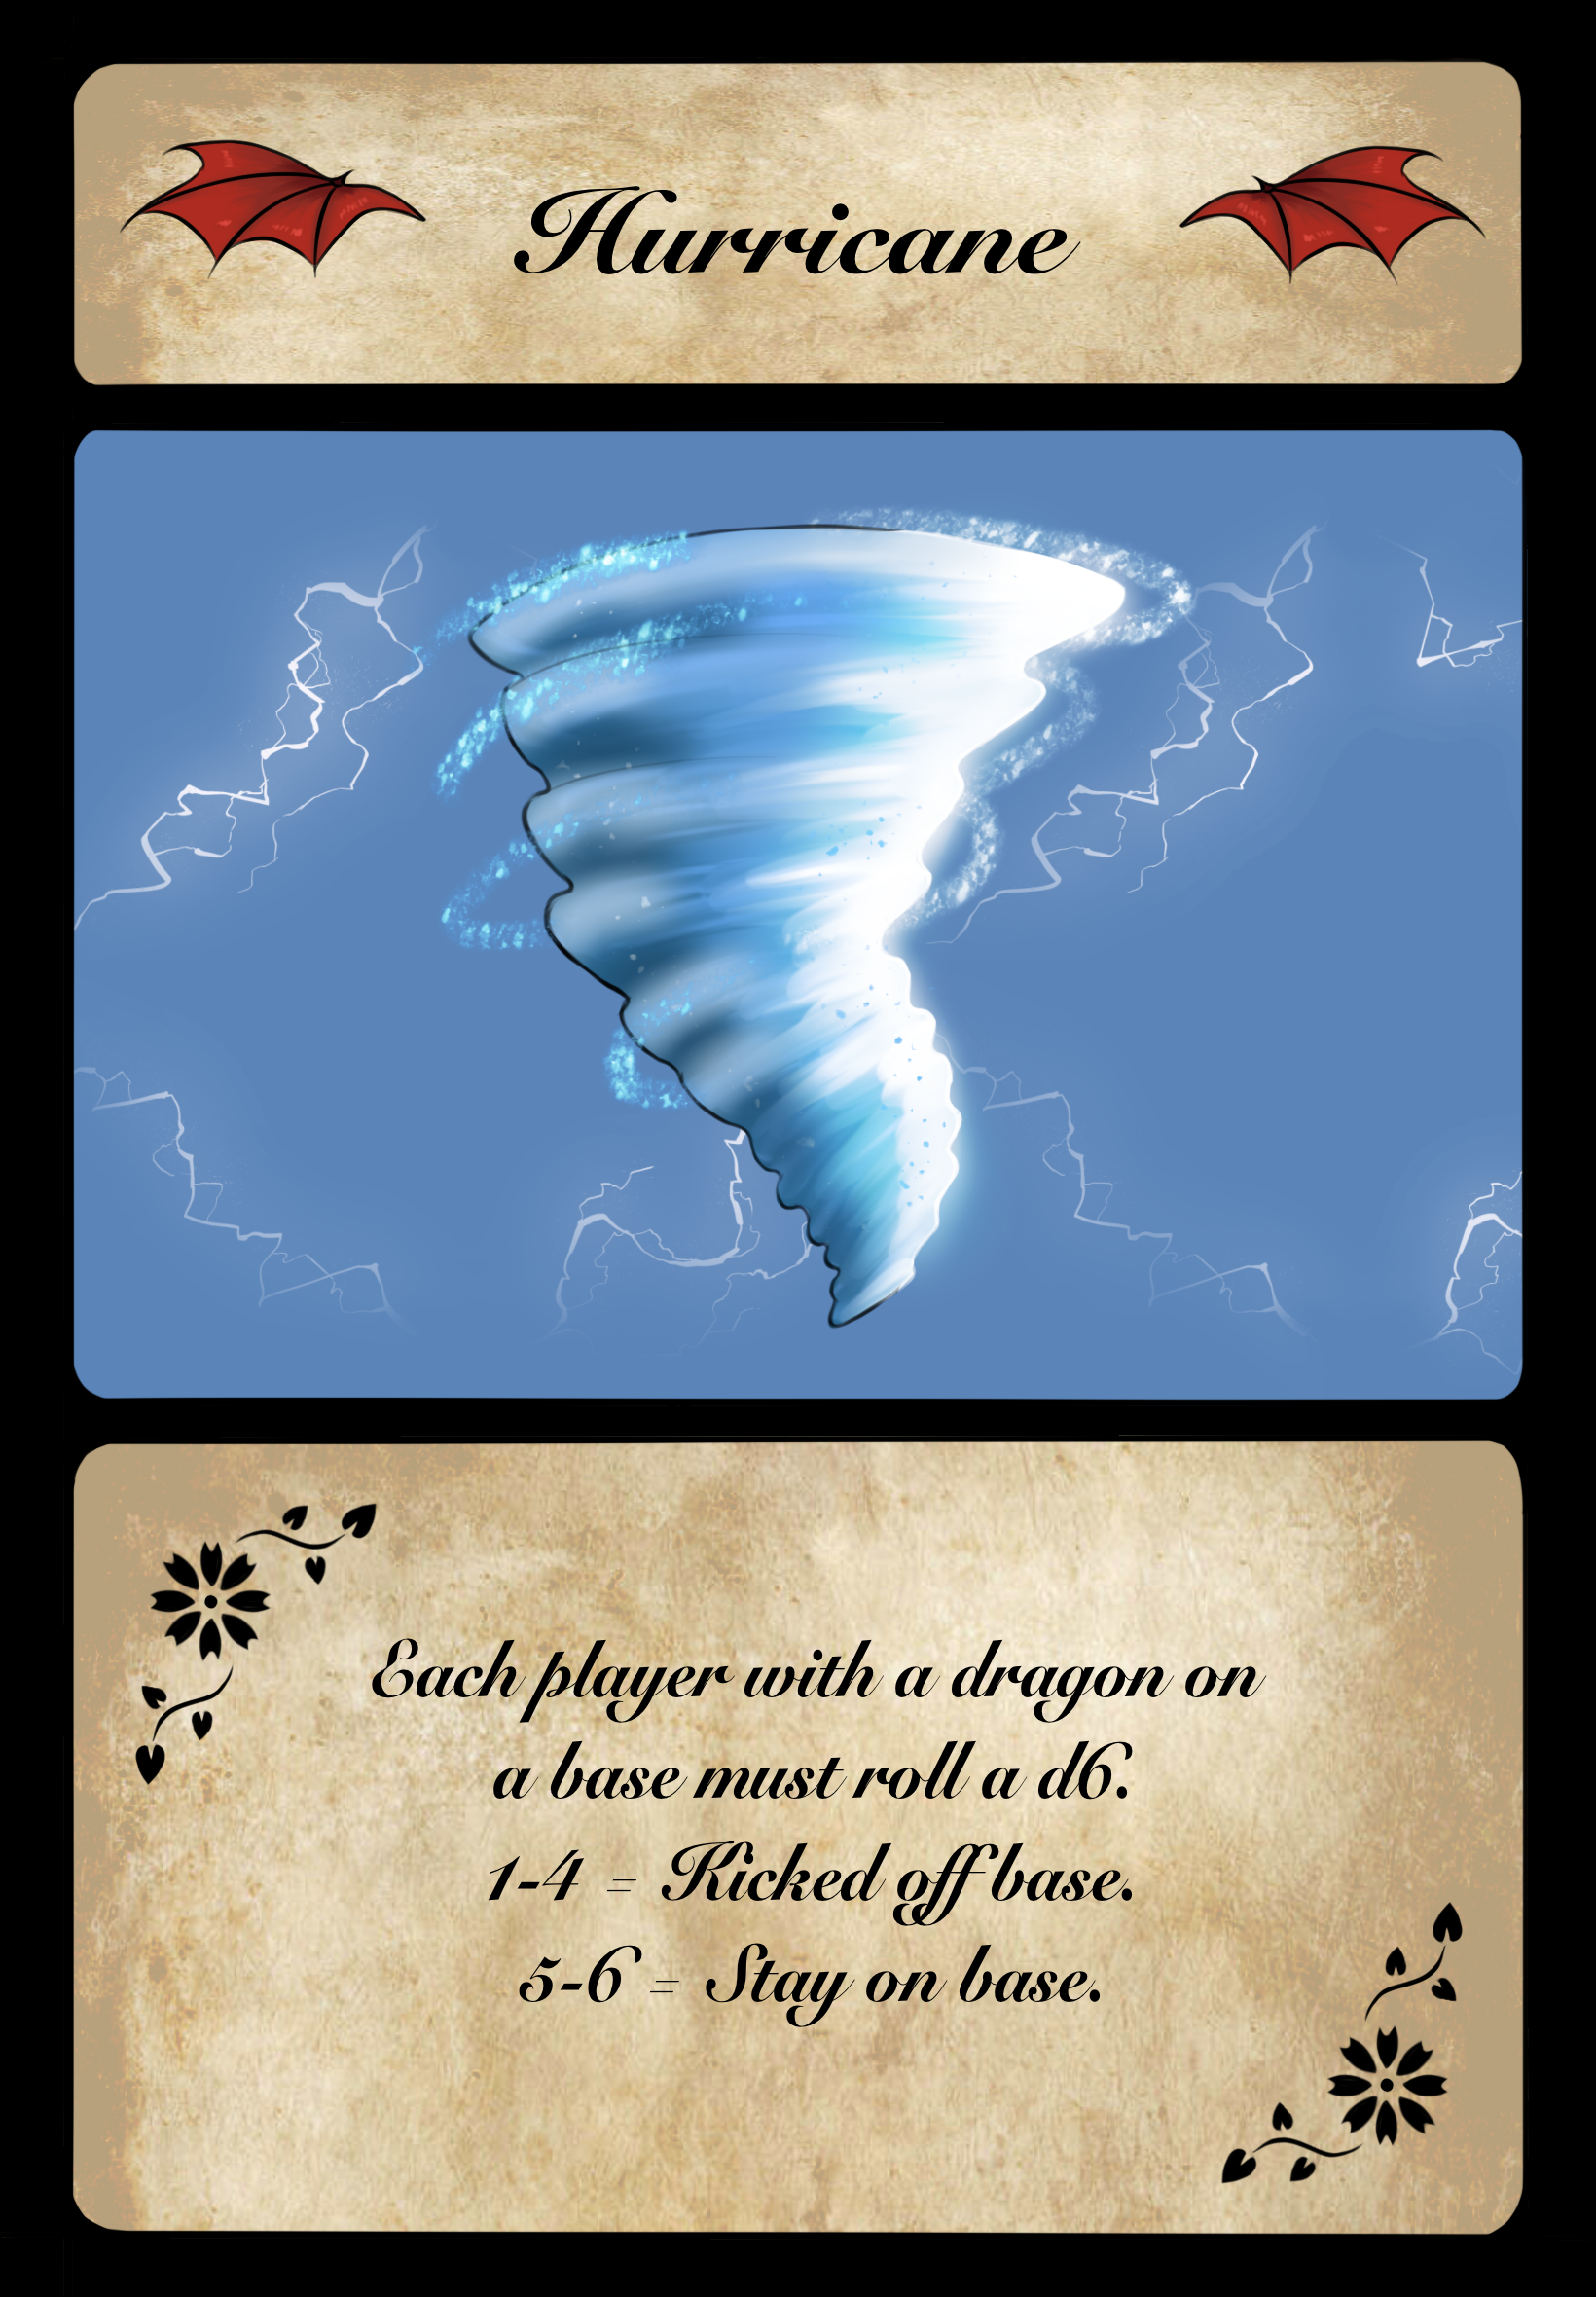 Hurricane
Each player with a dragon on
a base must roll a d6.
1-4 = Kicked off base.
5-6 = Stay on base.